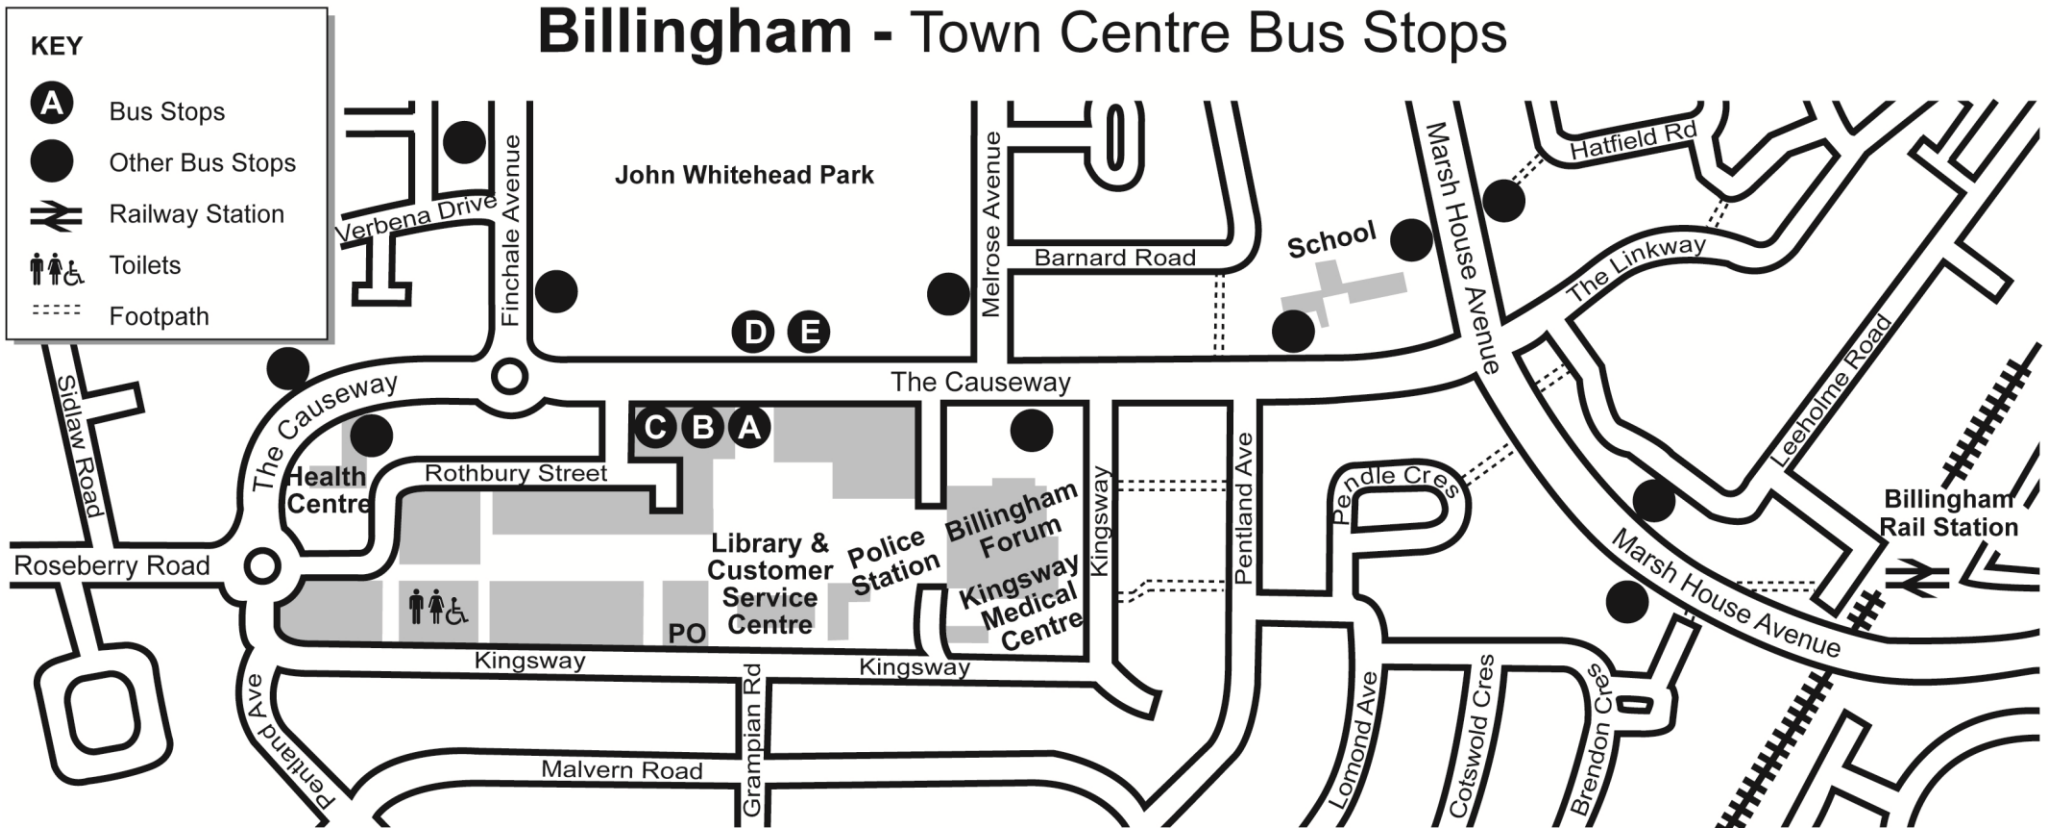 Billingham - Town Centre Bus Stops
KEY
A Bus Stops
Other Bus Stops
Railway Station
Toilets
Footpath
Verbena Drive
Finchale Avenue
John Whitehead Park
Melrose Avenue
Barnard Road
School
Marsh House Avenue
Hatfield Rd
The Linkway
Leeholme Road
D
E
Sidlaw Road
The Causeway
The Causeway
C
B
A
Health
Centre
Rothbury Street
Roseberry Road
Library &
Customer
Service
Centre
Police
Station
Billingham
Forum
Kingsway
Medical
Centre
Kingsway
Pentland Ave
Pendle Cres
Billingham
Rail Station
Marsh House Avenue
PO
Kingsway
Kingsway
Pentland Ave
Grampian Rd
Malvern Road
Lomond Ave
Cotswold Cres
Brendon Cres